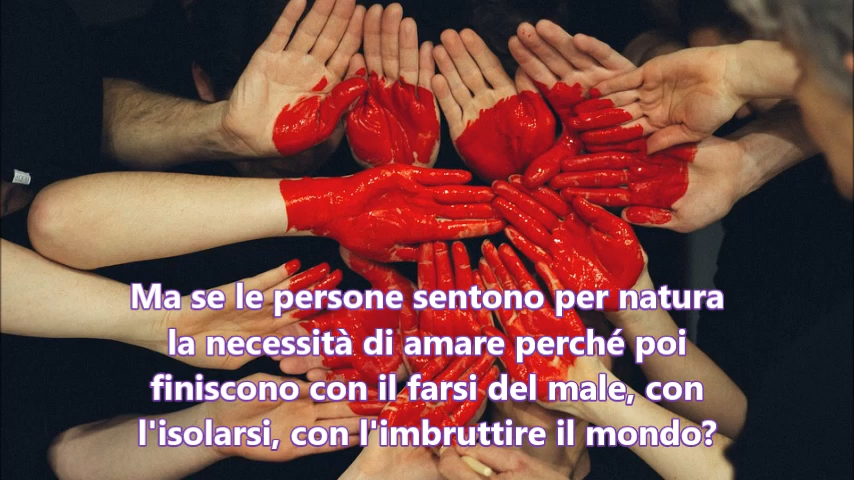 Ma se le persone sentono per natura
la necessità di amare perché poi
finiscono con il farsi del male, con
l'isolarsi, con l'imbruttire il mondo?